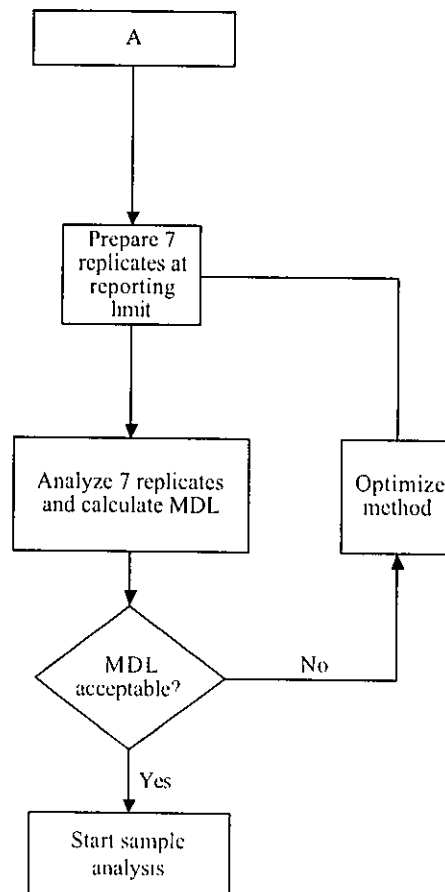 A
Prepare 7
replicates at
reporting
limit
Analyze 7 replicates
and calculate MDL
Optimize
method
MDL
acceptable?
No
Yes
Start sample
analysis